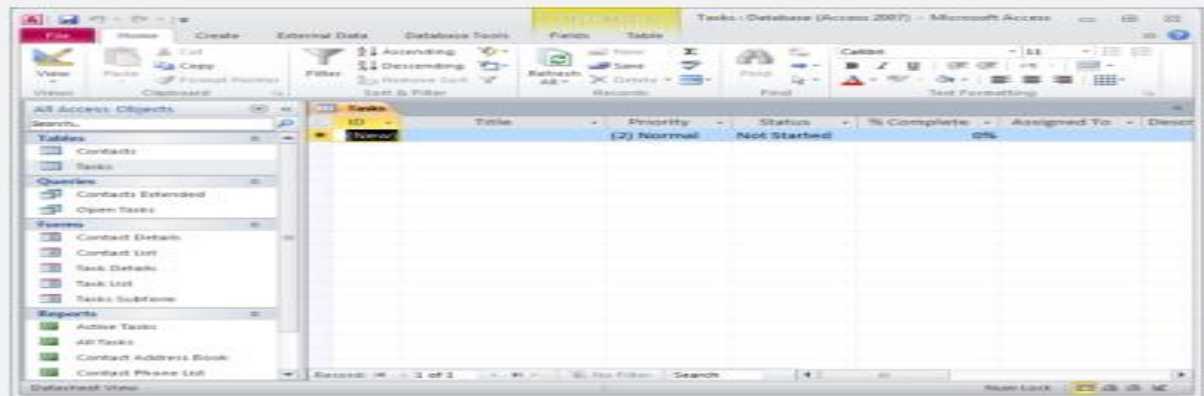 Tasks : Database (Access 2007) - Microsoft Access
File Home Create External Data Database Tools Fields Table
View Paste Cut Copy Format Painter
Filter Ascending Descending Remove Sort
Refresh All New Save Delete
Find
Calibri 11
Views Clipboard Sort & Filter Records Find Text Formatting
All Access Objects
Search...
Tables
Contacts
Tasks
Queries
Contacts Extended
Open Tasks
Forms
Contact Details
Contact List
Task Details
Task List
Tasks Subform
Reports
Active Tasks
All Tasks
Contact Address Book
Contact Phone List
Tasks
ID Title Priority Status % Complete Assigned To
(New) (2) Normal Not Started 0%
Record: 1 of 1 No Filter Search
Datasheet View Num Lock